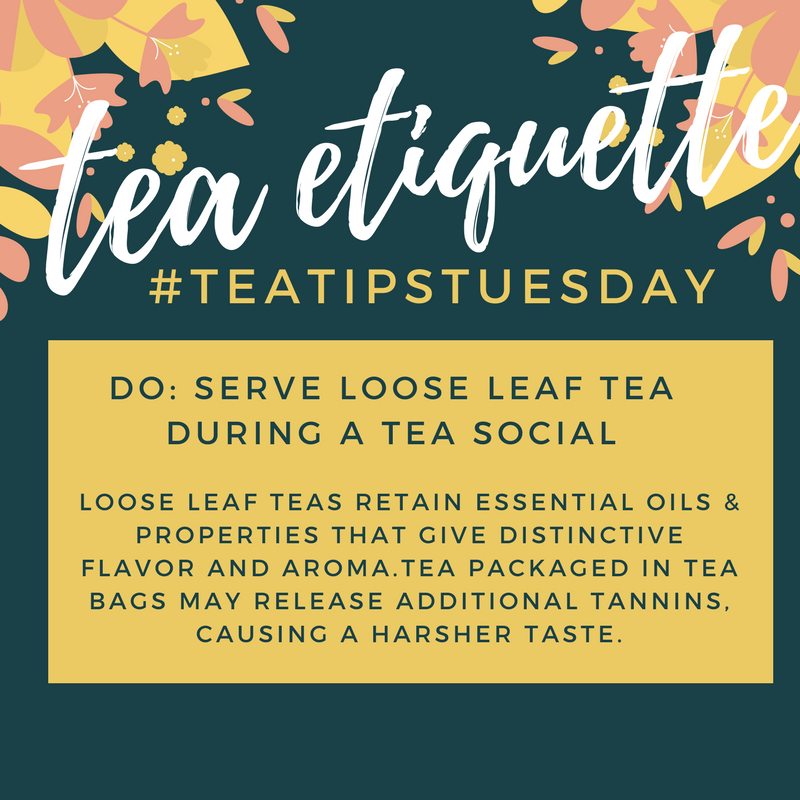 tea etiquette
#TEATIPSTUESDAY
DO: SERVE LOOSE LEAF TEA
DURING A TEA SOCIAL
LOOSE LEAF TEAS RETAIN ESSENTIAL OILS &
PROPERTIES THAT GIVE DISTINCTIVE
FLAVOR AND AROMA.TEA PACKAGED IN TEA
BAGS MAY RELEASE ADDITIONAL TANNINS,
CAUSING A HARSHER TASTE.